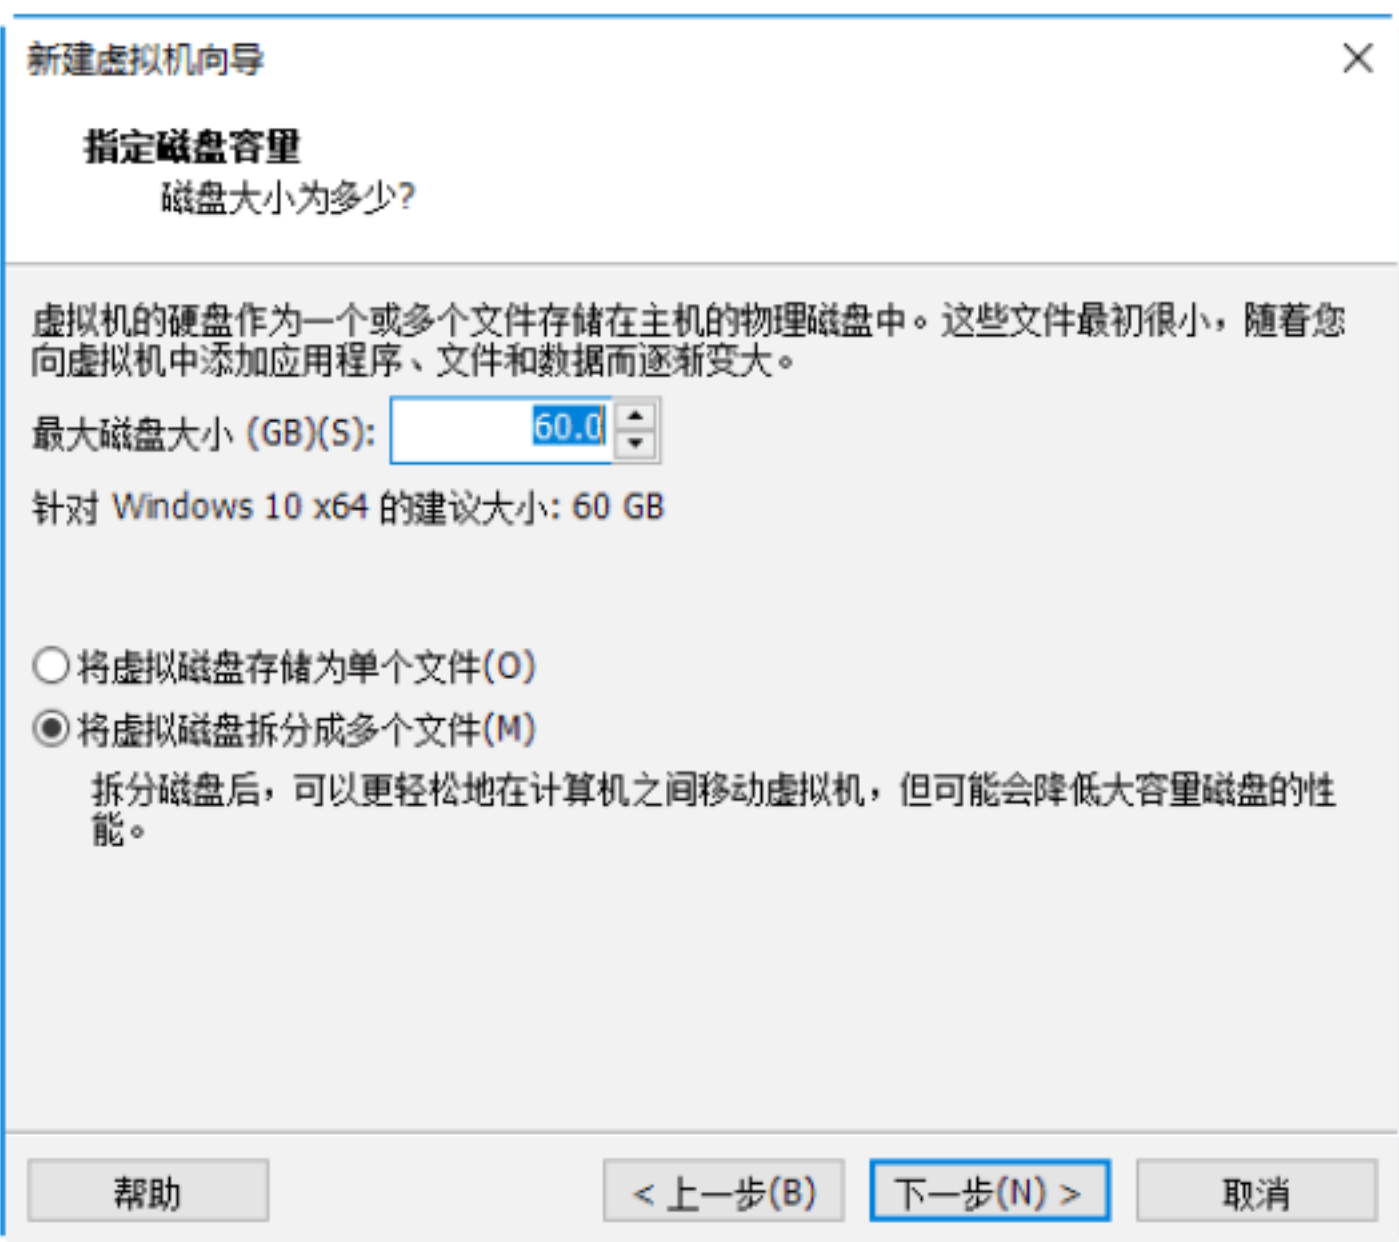 新建虚拟机向导
指定磁盘容量
磁盘大小为多少?
虚拟机的硬盘作为一个或多个文件存储在主机的物理磁盘中。这些文件最初很小，随着您
向虚拟机中添加应用程序、文件和数据而逐渐变大。
最大磁盘大小 (GB)(S): 60.0
针对 Windows 10 x64 的建议大小: 60 GB
将虚拟磁盘存储为单个文件(O)
将虚拟磁盘拆分成多个文件(M)
拆分磁盘后，可以更轻松地在计算机之间移动虚拟机，但可能会降低大容量磁盘的性
能。
帮助 < 上一步(B) 下一步(N) > 取消